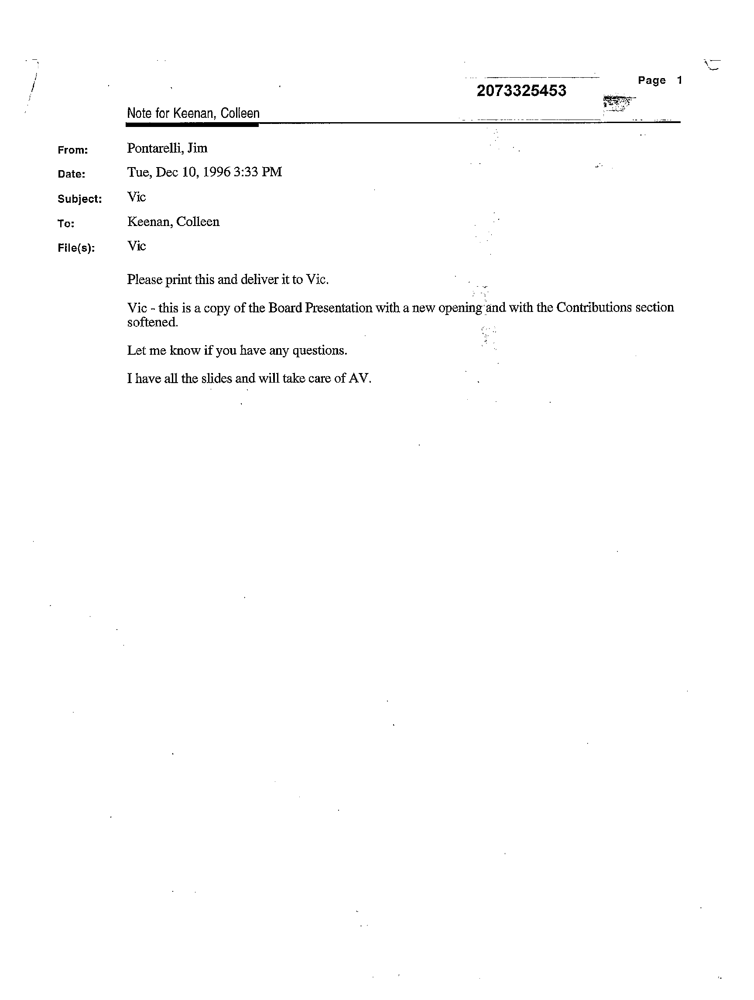 Page 1
2073325453
Note for Keenan, Colleen
From: Pontarelli, Jim
Date: Tue, Dec 10, 1996 3:33 PM
Subject: Vic
To: Keenan, Colleen
File(s): Vic
Please print this and deliver it to Vic.
Vic - this is a copy of the Board Presentation with a new opening and with the Contributions section
softened.
Let me know if you have any questions.
I have all the slides and will take care of AV.